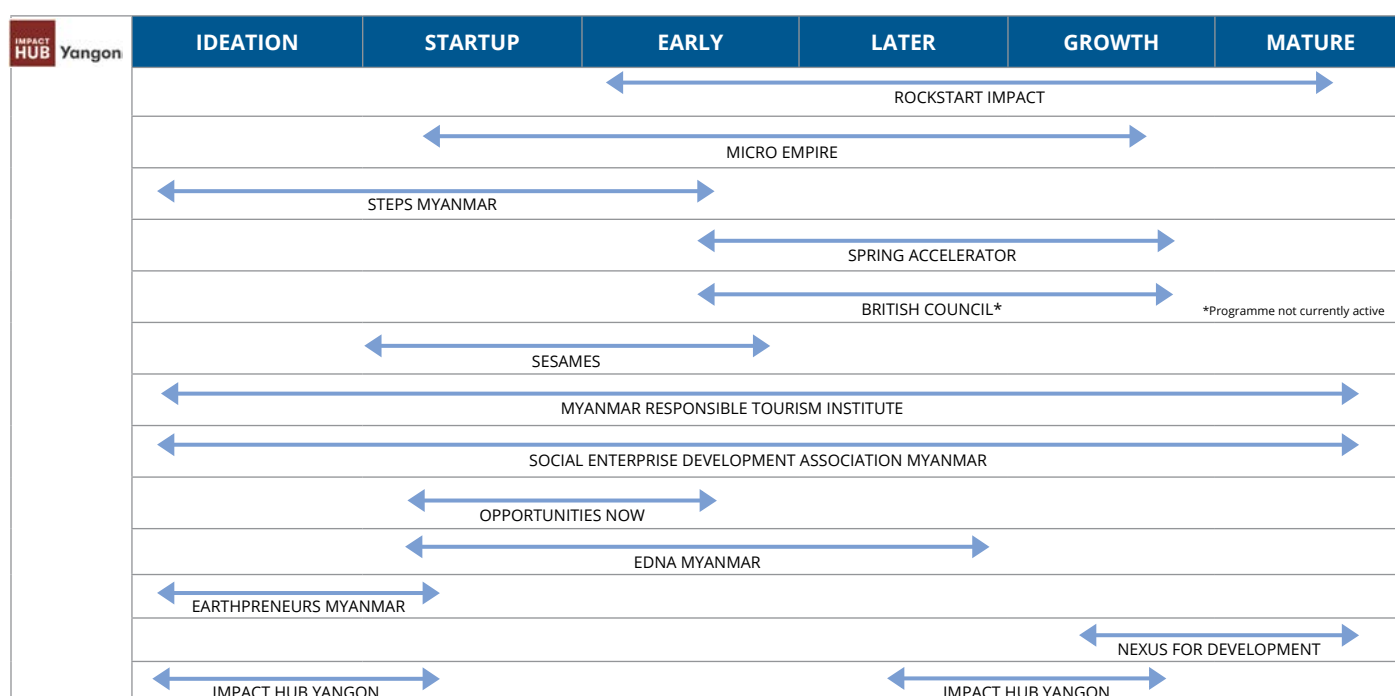 IMPACT
HUB Yangon
IDEATION STARTUP EARLY LATER GROWTH MATURE
ROCKSTART IMPACT
MICRO EMPIRE
STEPS MYANMAR
SPRING ACCELERATOR
BRITISH COUNCIL*
*Programme not currently active
SESAMES
MYANMAR RESPONSIBLE TOURISM INSTITUTE
SOCIAL ENTERPRISE DEVELOPMENT ASSOCIATION MYANMAR
OPPORTUNITIES NOW
EDNA MYANMAR
EARTHPRENEURS MYANMAR
NEXUS FOR DEVELOPMENT
IMPACT HUB YANGON IMPACT HUB YANGON